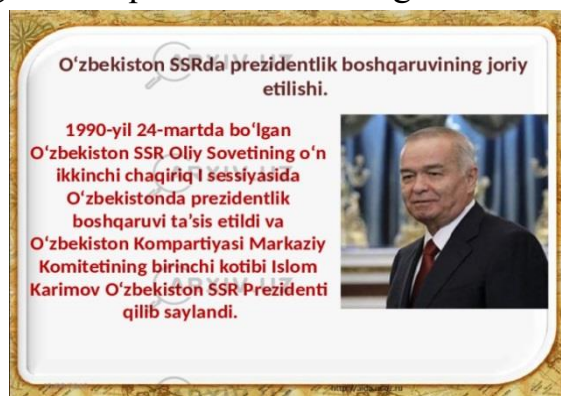 O‘zbekiston SSRda prezidentlik boshqaruvining joriy
etilishi.
1990-yil 24-martda bo‘lgan
O‘zbekiston SSR Oliy Sovetining o‘n
ikkinchi chaqiriq I sessiyasida
O‘zbekistonda prezidentlik
boshqaruvi ta’sis etildi va
O‘zbekiston Kompartiyasi Markaziy
Komitetining birinchi kotibi Islom
Karimov O‘zbekiston SSR Prezidenti
qilib saylandi.
ARXIV.UZ